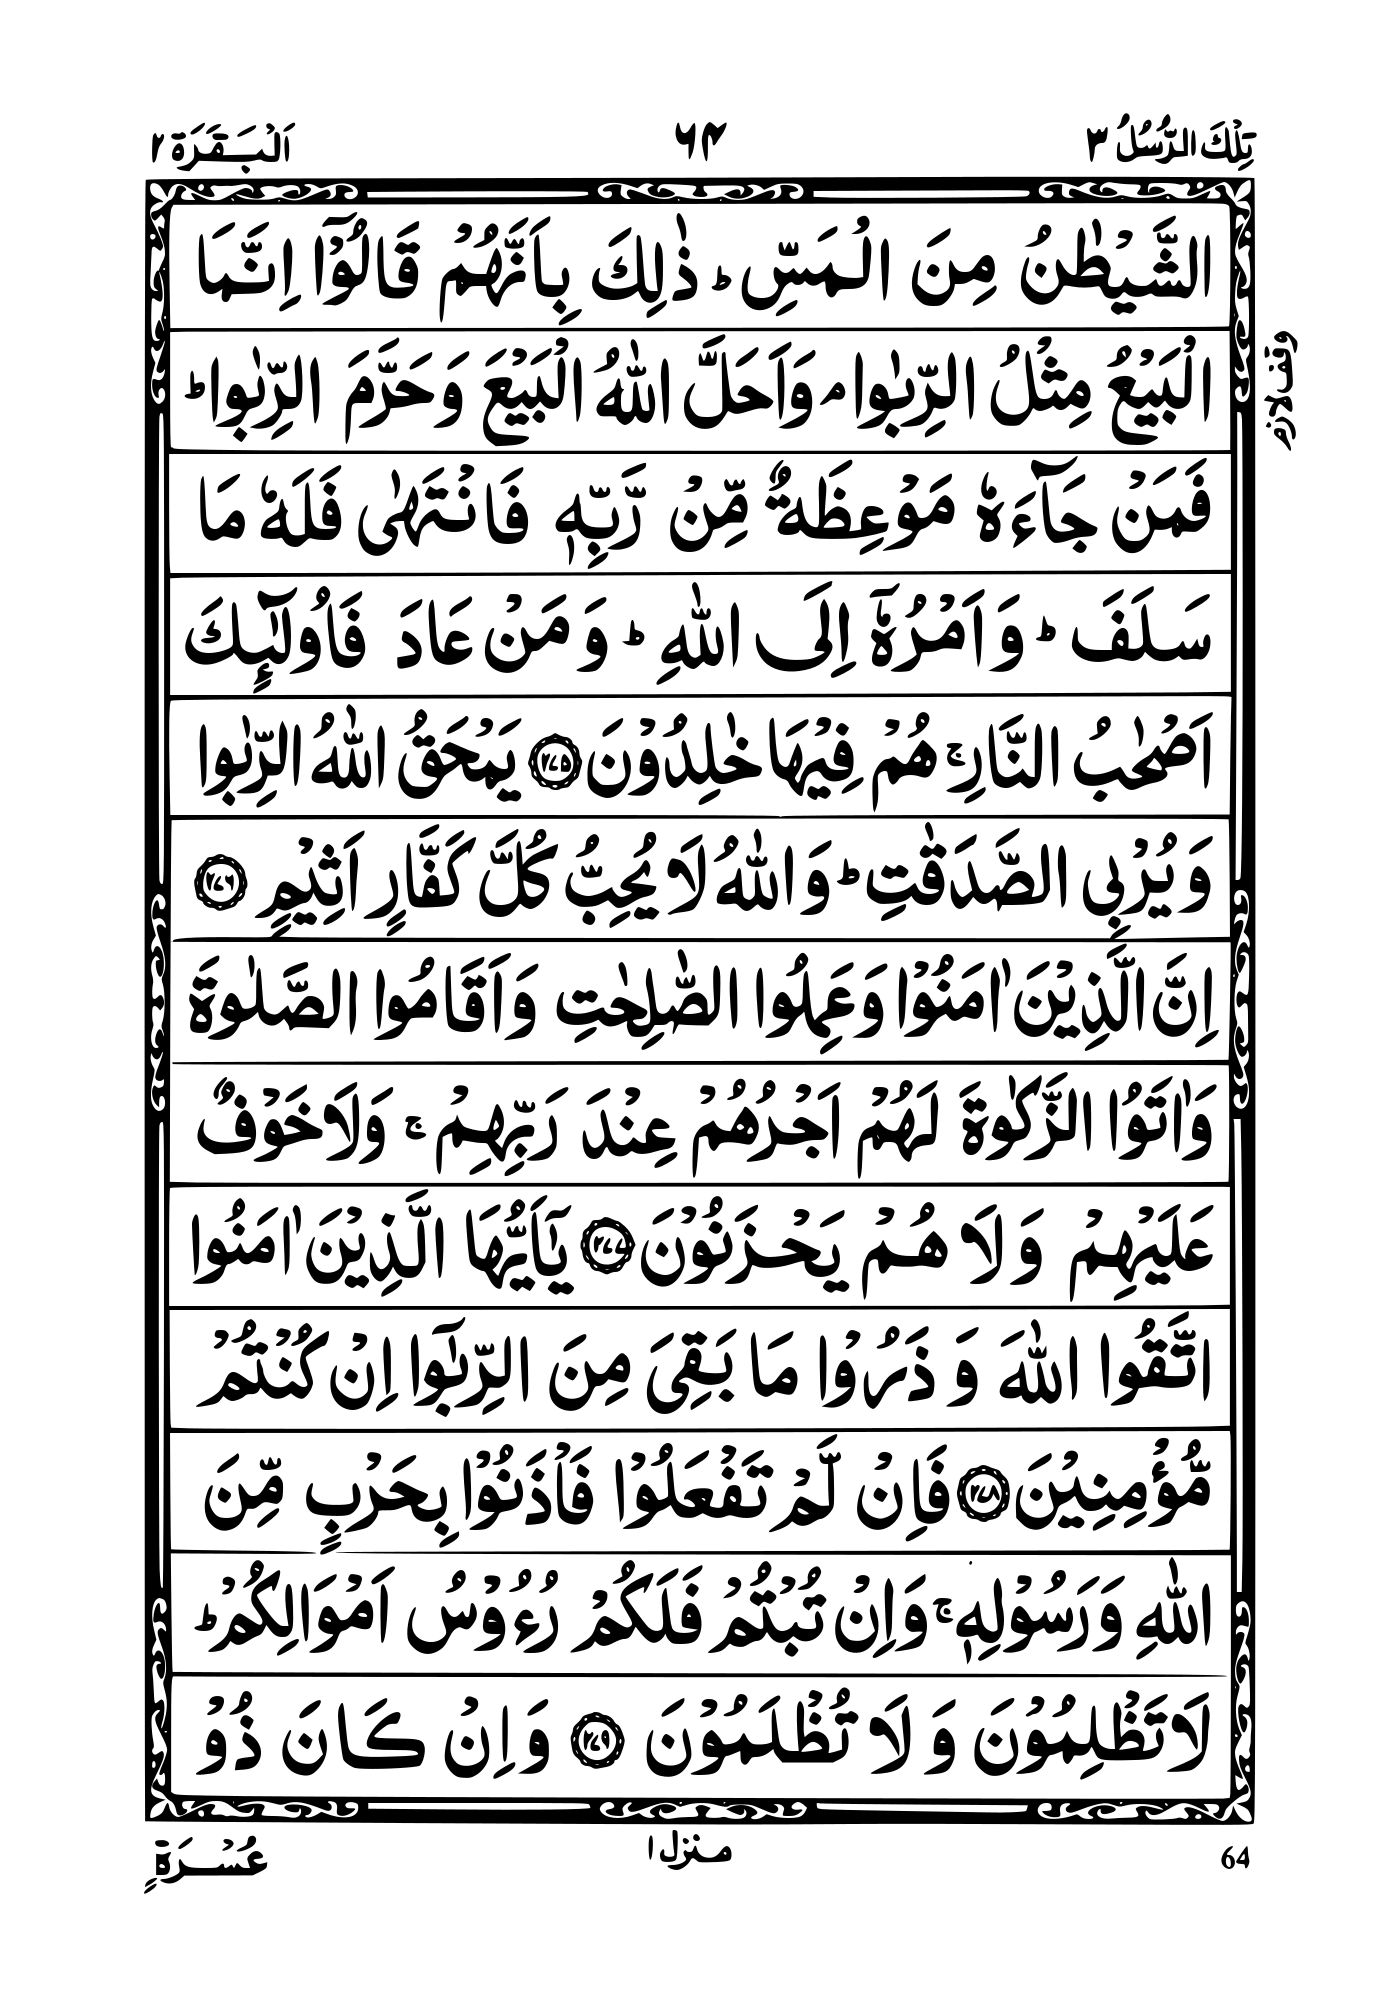 تِلْكَ الرُّسُلُ ٣
٦٤
اَلْبَقَرَة ٢
الشَّيْطٰنُ مِنَ الْمَسِّ ؕ ذٰلِكَ بِاَنَّهُمْ قَالُوْۤا اِنَّمَا
الْبَيْعُ مِثْلُ الرِّبٰوا ۘ وَاَحَلَّ اللّٰهُ الْبَيْعَ وَحَرَّمَ الرِّبٰوا ؕ
وقف لازم
فَمَنْ جَآءَهٗ مَوْعِظَةٌ مِّنْ رَّبِّهٖ فَانْتَهٰى فَلَهٗ مَا
سَلَفَ ؕ وَاَمْرُهٗۤ اِلَى اللّٰهِ ؕ وَمَنْ عَادَ فَاُولٰٓئِكَ
اَصْحٰبُ النَّارِ ۚ هُمْ فِيْهَا خٰلِدُوْنَ ﴿٢٧٥﴾ يَمْحَقُ اللّٰهُ الرِّبٰوا
وَيُرْبِى الصَّدَقٰتِ ؕ وَاللّٰهُ لَا يُحِبُّ كُلَّ كَفَّارٍ اَثِيْمٍ ﴿٢٧٦﴾
اِنَّ الَّذِيْنَ اٰمَنُوْا وَعَمِلُوا الصّٰلِحٰتِ وَاَقَامُوا الصَّلٰوةَ
وَاٰتَوُا الزَّكٰوةَ لَهُمْ اَجْرُهُمْ عِنْدَ رَبِّهِمْ ۚ وَلَا خَوْفٌ
عَلَيْهِمْ وَلَا هُمْ يَحْزَنُوْنَ ﴿٢٧٧﴾ يٰۤاَيُّهَا الَّذِيْنَ اٰمَنُوا
اتَّقُوا اللّٰهَ وَذَرُوْا مَا بَقِىَ مِنَ الرِّبٰۤوا اِنْ كُنْتُمْ
مُّؤْمِنِيْنَ ﴿٢٧٨﴾ فَاِنْ لَّمْ تَفْعَلُوْا فَاْذَنُوْا بِحَرْبٍ مِّنَ
اللّٰهِ وَرَسُوْلِهٖ ۚ وَاِنْ تُبْتُمْ فَلَكُمْ رُءُوْسُ اَمْوَالِكُمْ ؕ
لَا تَظْلِمُوْنَ وَلَا تُظْلَمُوْنَ ﴿٢٧٩﴾ وَاِنْ كَانَ ذُوْ
64
منزل ١
عُسْرَةٍ